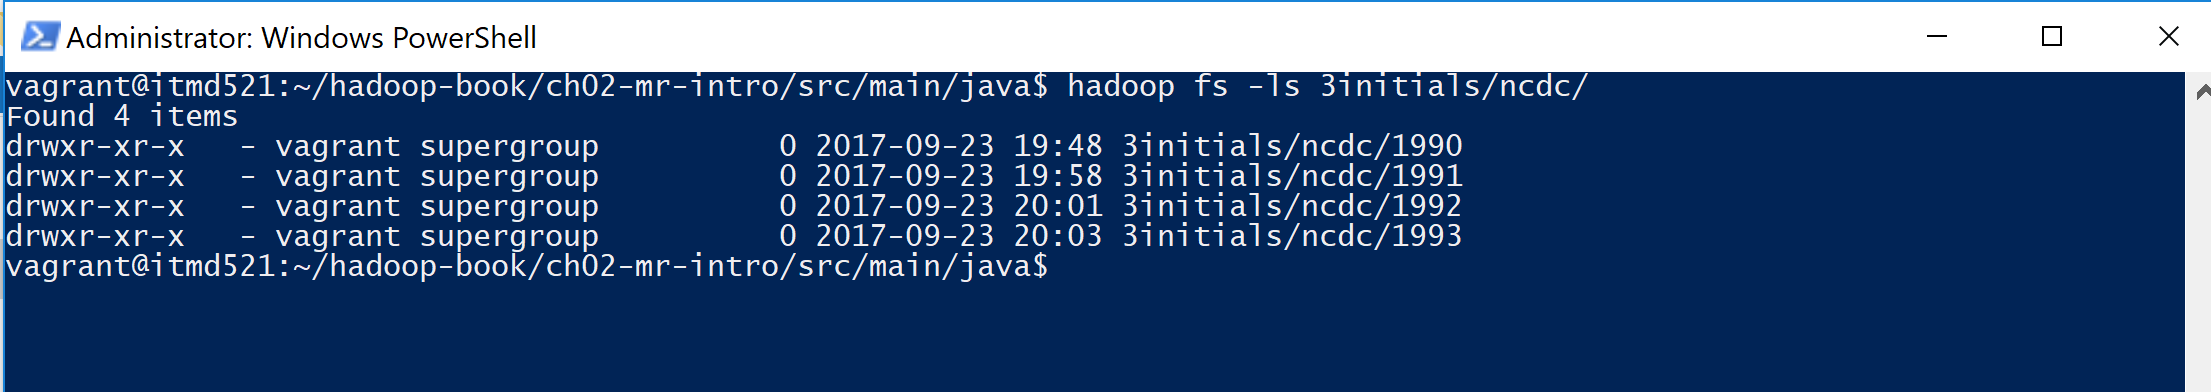 Administrator: Windows PowerShell
vagrant@itmd521:~/hadoop-book/ch02-mr-intro/src/main/java$ hadoop fs -ls 3initials/ncdc/
Found 4 items
drwxr-xr-x   - vagrant supergroup          0 2017-09-23 19:48 3initials/ncdc/1990
drwxr-xr-x   - vagrant supergroup          0 2017-09-23 19:58 3initials/ncdc/1991
drwxr-xr-x   - vagrant supergroup          0 2017-09-23 20:01 3initials/ncdc/1992
drwxr-xr-x   - vagrant supergroup          0 2017-09-23 20:03 3initials/ncdc/1993
vagrant@itmd521:~/hadoop-book/ch02-mr-intro/src/main/java$